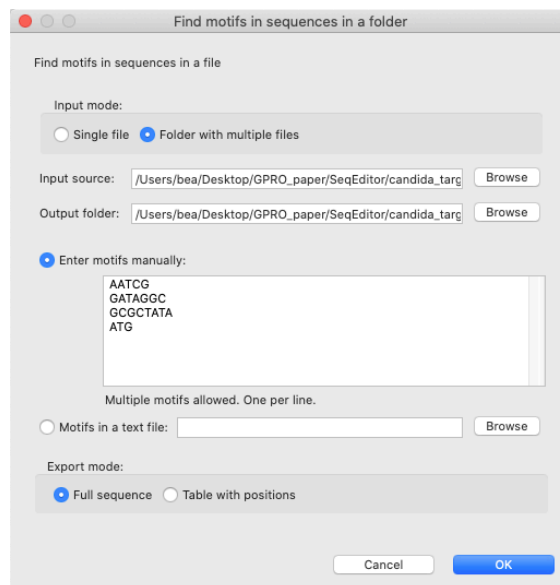 Find motifs in sequences in a folder
Find motifs in sequences in a file
Input mode:
Single file Folder with multiple files
Input source: /Users/bea/Desktop/GPRO_paper/SeqEditor/candida_targ Browse
Output folder: /Users/bea/Desktop/GPRO_paper/SeqEditor/candida_targ Browse
Enter motifs manually:
AATCG
GATAGGC
GCGCTATA
ATG
Multiple motifs allowed. One per line.
Motifs in a text file: Browse
Export mode:
Full sequence Table with positions
Cancel OK